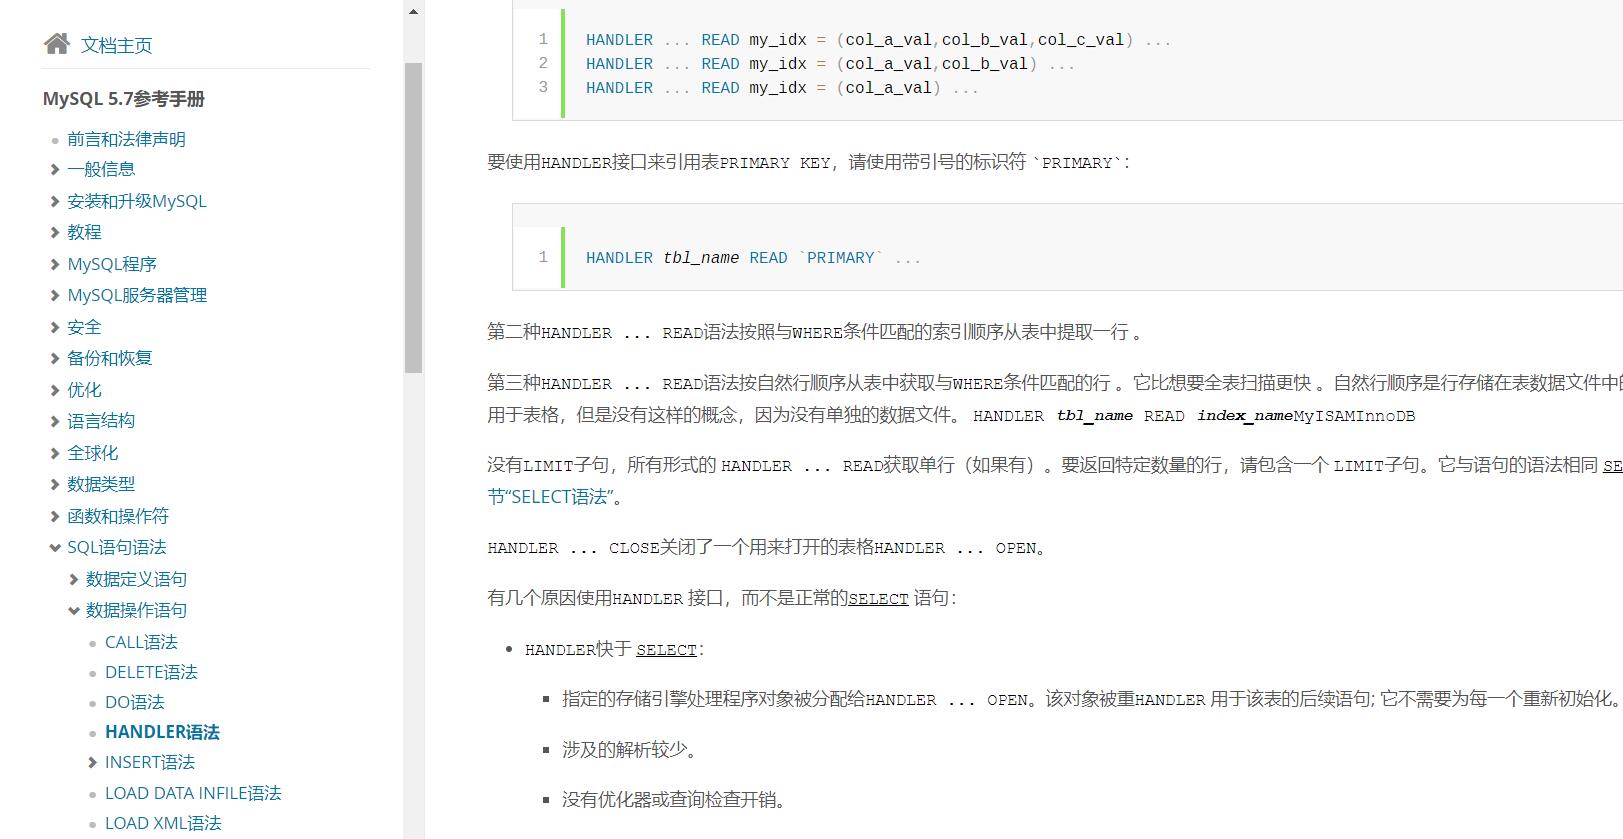 文档主页
MySQL 5.7参考手册
前言和法律声明
一般信息
安装和升级MySQL
教程
MySQL程序
MySQL服务器管理
安全
备份和恢复
优化
语言结构
全球化
数据类型
函数和操作符
SQL语句语法
数据定义语句
数据操作语句
CALL语法
DELETE语法
DO语法
HANDLER语法
INSERT语法
LOAD DATA INFILE语法
LOAD XML语法
1 HANDLER ... READ my_idx = (col_a_val,col_b_val,col_c_val) ...
2 HANDLER ... READ my_idx = (col_a_val,col_b_val) ...
3 HANDLER ... READ my_idx = (col_a_val) ...
要使用HANDLER接口来引用表PRIMARY KEY，请使用带引号的标识符 `PRIMARY`：
1 HANDLER tbl_name READ `PRIMARY` ...
第二种HANDLER ... READ语法按照与WHERE条件匹配的索引顺序从表中提取一行 。
第三种HANDLER ... READ语法按自然行顺序从表中获取与WHERE条件匹配的行 。它比想要全表扫描更快 。自然行顺序是行存储在表数据文件中的
用于表格，但是没有这样的概念，因为没有单独的数据文件。 HANDLER tbl_name READ index_nameMyISAMInnoDB
没有LIMIT子句，所有形式的 HANDLER ... READ获取单行（如果有）。要返回特定数量的行，请包含一个 LIMIT子句。它与语句的语法相同 SE
节“SELECT语法”。
HANDLER ... CLOSE关闭了一个用来打开的表格HANDLER ... OPEN。
有几个原因使用HANDLER 接口，而不是正常的SELECT 语句：
HANDLER快于 SELECT：
指定的存储引擎处理程序对象被分配给HANDLER ... OPEN。该对象被重HANDLER 用于该表的后续语句; 它不需要为每一个重新初始化。
涉及的解析较少。
没有优化器或查询检查开销。